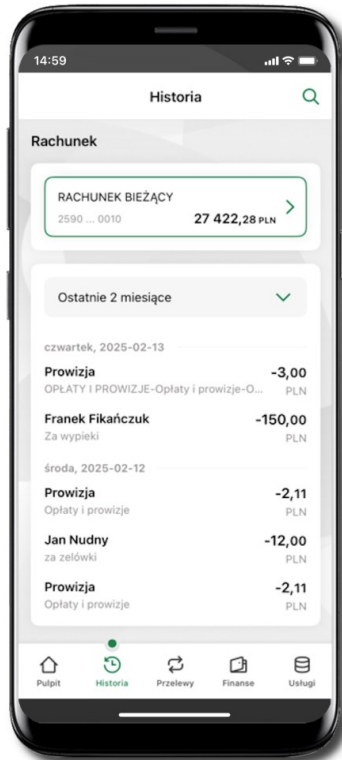 14:59
Historia
Rachunek
RACHUNEK BIEŻĄCY
2590 ... 0010 27 422,28 PLN
Ostatnie 2 miesiące
czwartek, 2025-02-13
Prowizja -3,00
OPŁATY I PROWIZJE-Opłaty i prowizje-O... PLN
Franek Fikańczuk -150,00
Za wypieki PLN
środa, 2025-02-12
Prowizja -2,11
Opłaty i prowizje PLN
Jan Nudny -12,00
za zelówki PLN
Prowizja -2,11
Opłaty i prowizje PLN
Pulpit Historia Przelewy Finanse Usługi